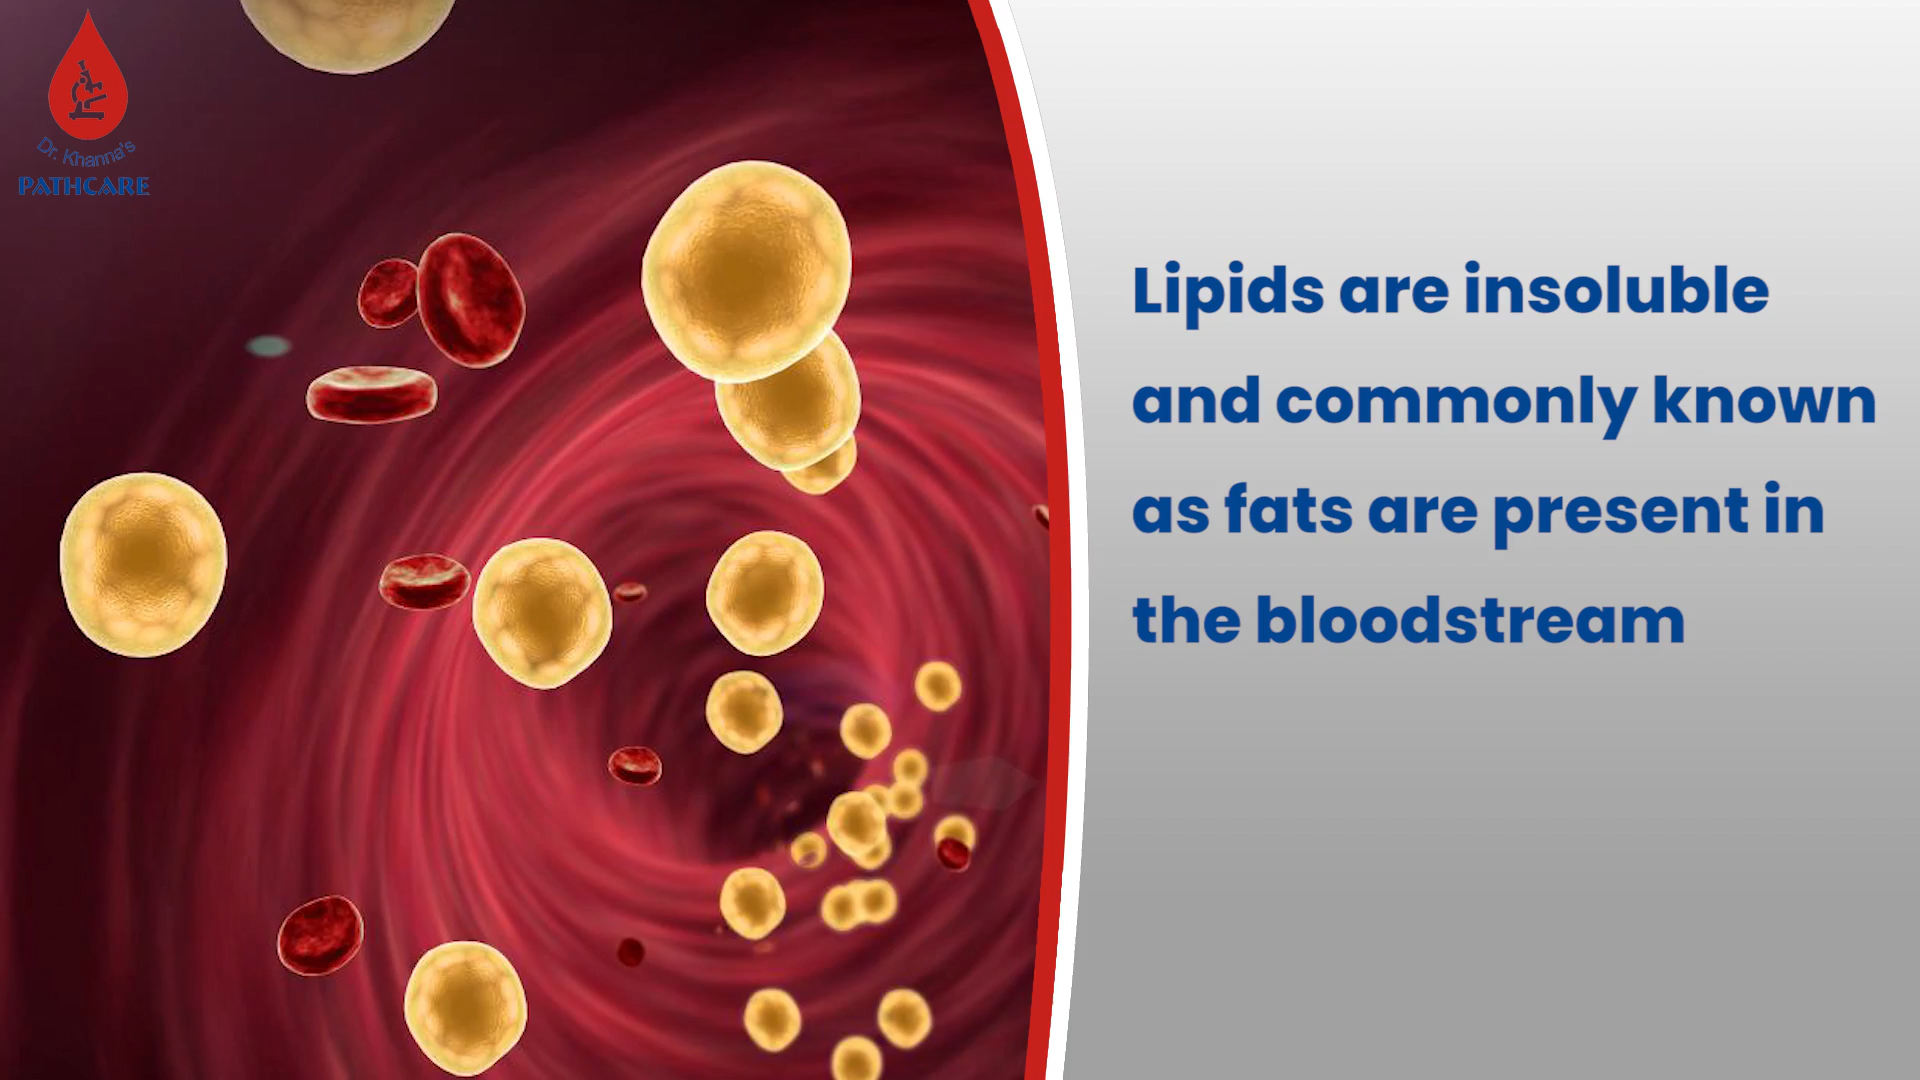 Dr. Khanna's
PATHCARE
Lipids are insoluble
and commonly known
as fats are present in
the bloodstream